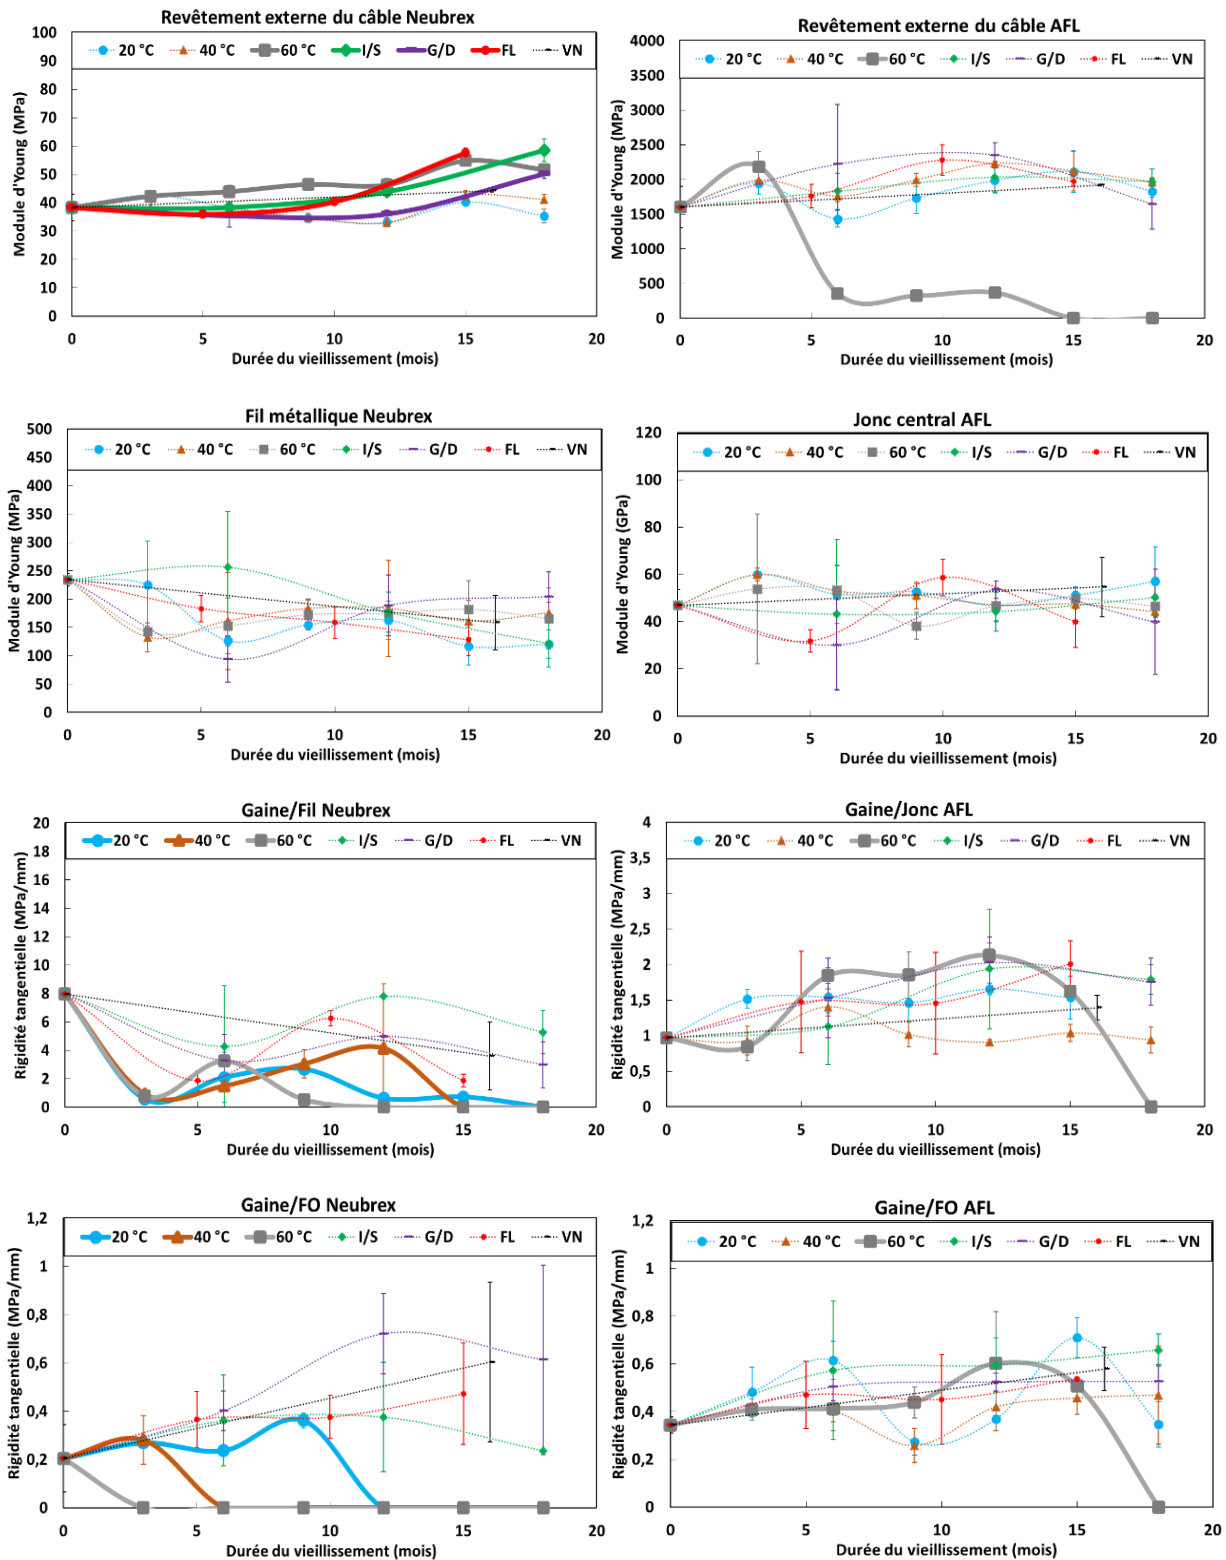 Revêtement externe du câble Neubrex
20 °C 40 °C 60 °C I/S G/D FL VN
Module d'Young (MPa)
100
90
80
70
60
50
40
30
20
10
0
0 5 10 15 20
Durée du vieillissement (mois)
Revêtement externe du câble AFL
20 °C 40 °C 60 °C I/S G/D FL VN
Module d'Young (MPa)
4000
3500
3000
2500
2000
1500
1000
500
0
0 5 10 15 20
Durée du vieillissement (mois)
Fil métallique Neubrex
20 °C 40 °C 60 °C I/S G/D FL VN
Module d'Young (MPa)
500
450
400
350
300
250
200
150
100
50
0
0 5 10 15 20
Durée du vieillissement (mois)
Jonc central AFL
20 °C 40 °C 60 °C I/S G/D FL VN
Module d'Young (GPa)
120
100
80
60
40
20
0
0 5 10 15 20
Durée du vieillissement (mois)
Gaine/Fil Neubrex
20 °C 40 °C 60 °C I/S G/D FL VN
Rigidité tangentielle (MPa/mm)
20
18
16
14
12
10
8
6
4
2
0
0 5 10 15 20
Durée du vieillissement (mois)
Gaine/Jonc AFL
20 °C 40 °C 60 °C I/S G/D FL VN
Rigidité tangentielle (MPa/mm)
4
3,5
3
2,5
2
1,5
1
0,5
0
0 5 10 15 20
Durée du vieillissement (mois)
Gaine/FO Neubrex
20 °C 40 °C 60 °C I/S G/D FL VN
Rigidité tangentielle (MPa/mm)
1,2
1
0,8
0,6
0,4
0,2
0
0 5 10 15 20
Durée du vieillissement (mois)
Gaine/FO AFL
20 °C 40 °C 60 °C I/S G/D FL VN
Rigidité tangentielle (MPa/mm)
1,2
1
0,8
0,6
0,4
0,2
0
0 5 10 15 20
Durée du vieillissement (mois)